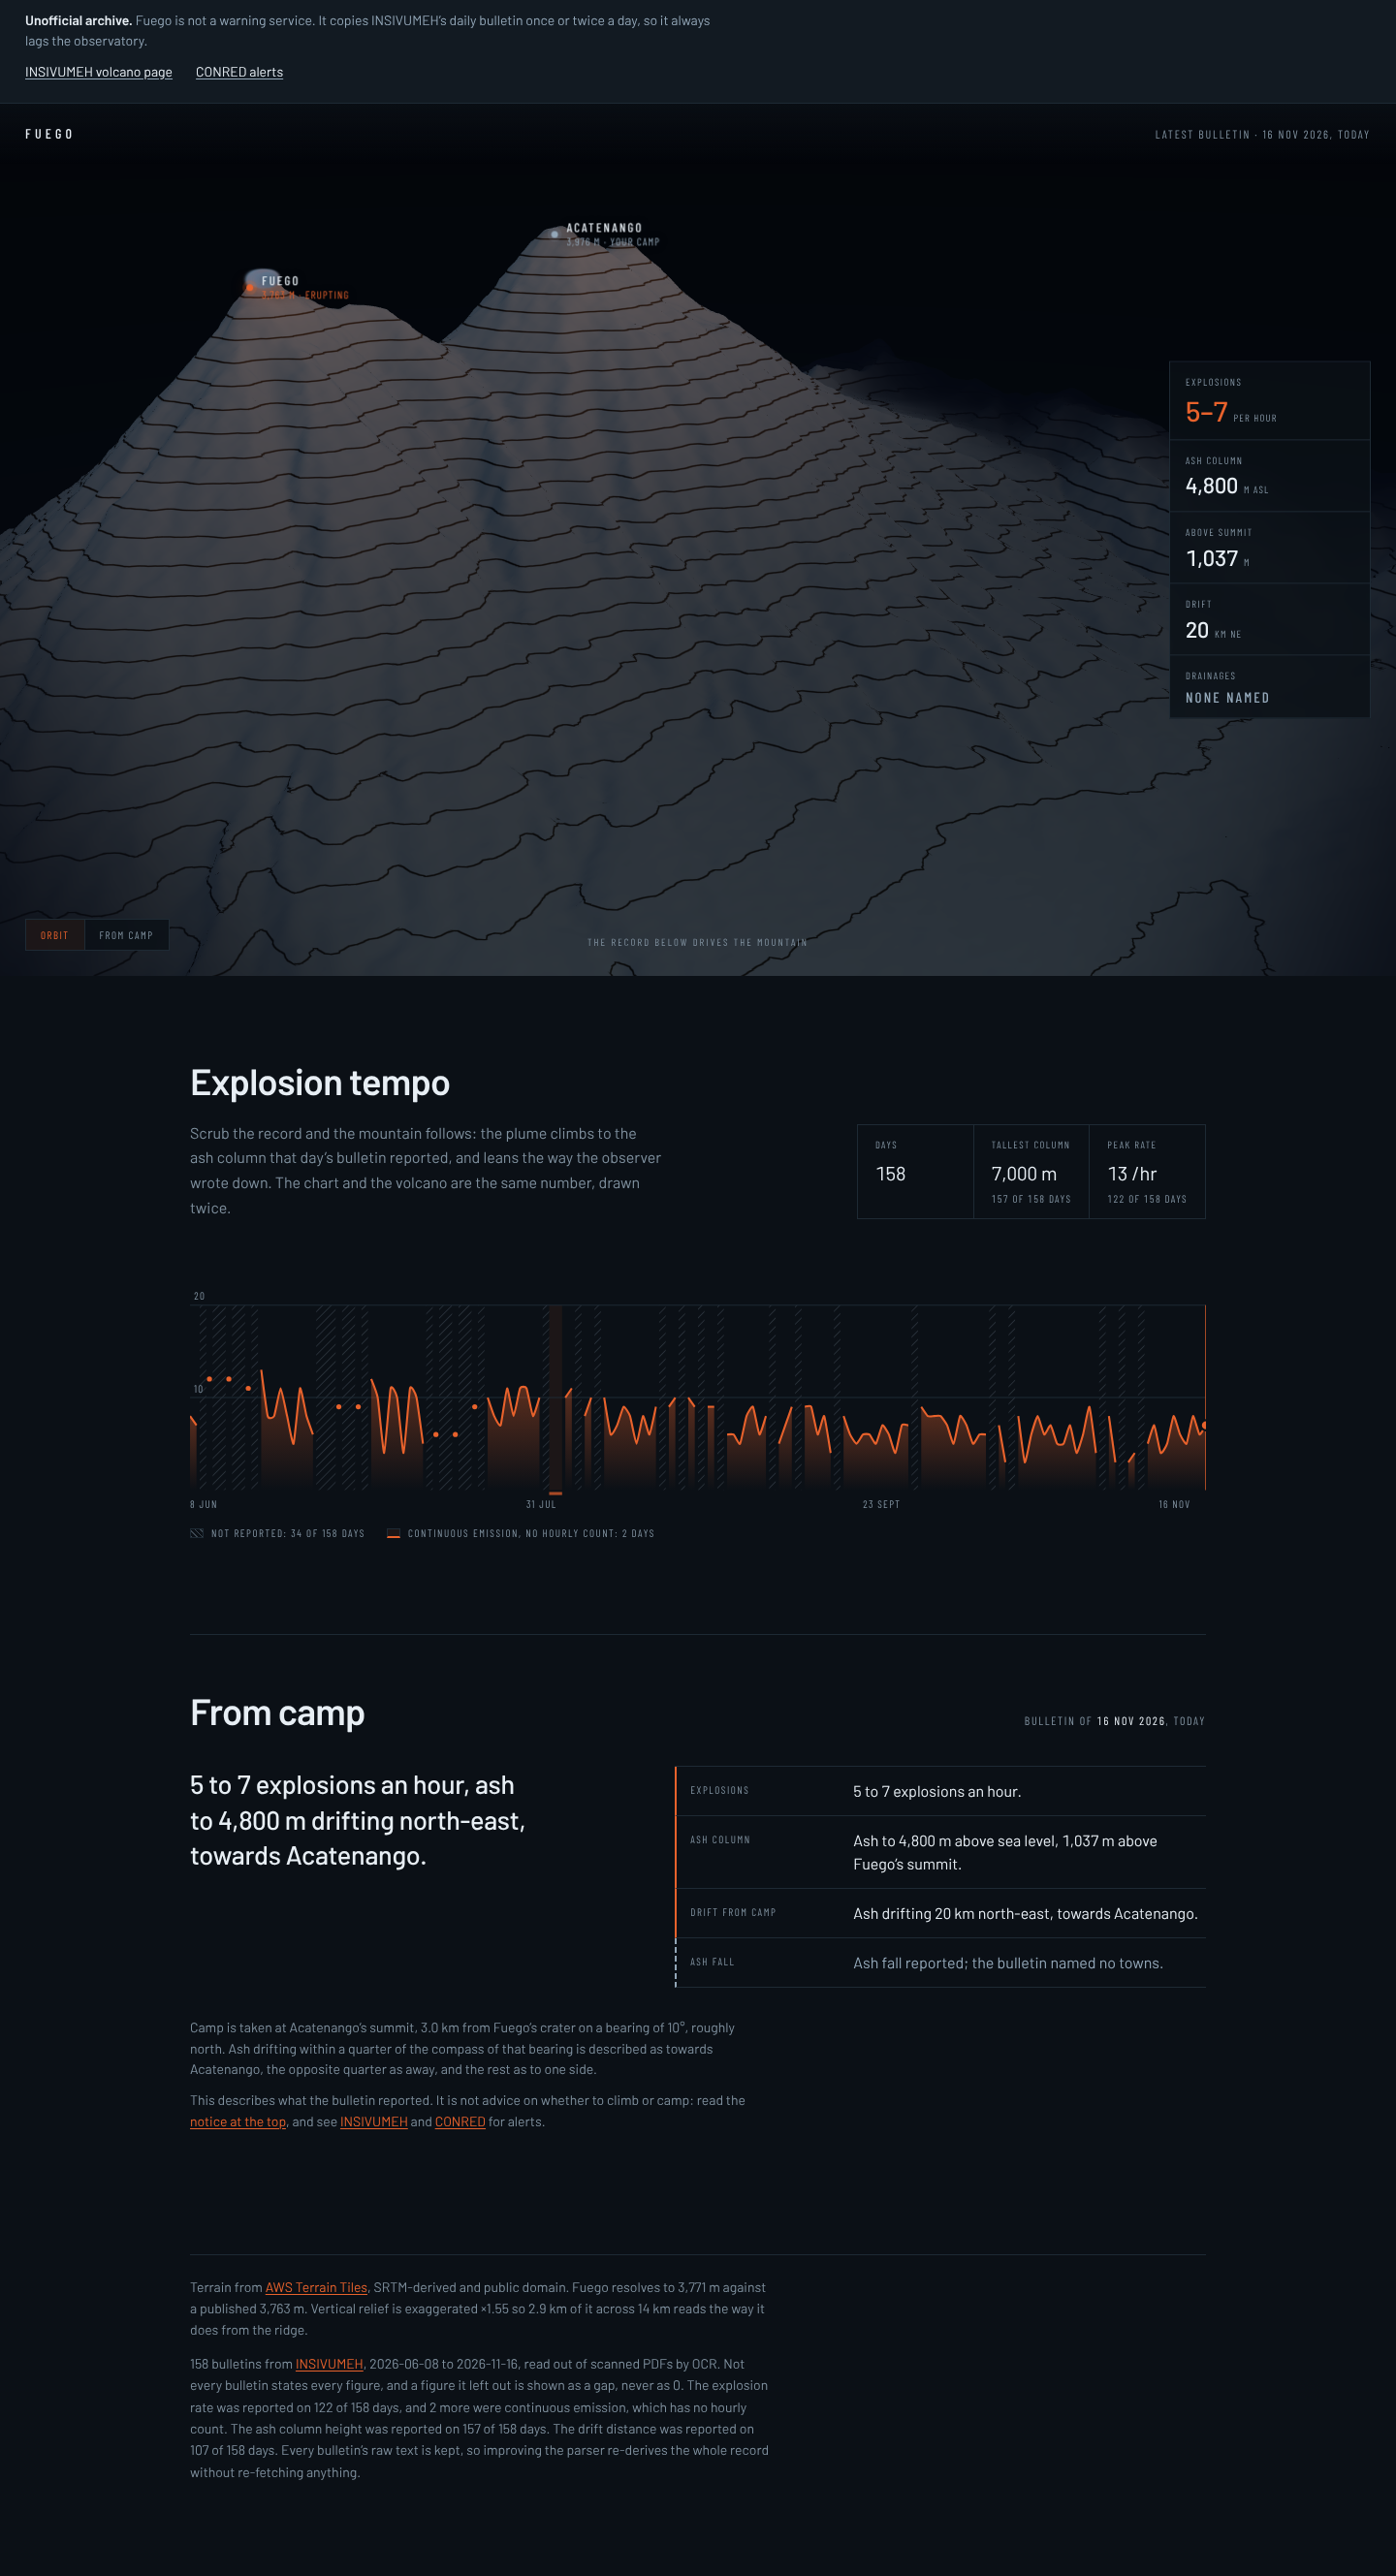 Unofficial archive. Fuego is not a warning service. It copies INSIVUMEH's daily bulletin once or twice a day, so it always
lags the observatory.
INSIVUMEH volcano page CONRED alerts
FUEGO
LATEST BULLETIN · 16 NOV 2026, TODAY
ACATENANGO
3,976 M · YOUR CAMP
FUEGO
3,763 M · ERUPTING
EXPLOSIONS
5–7 PER HOUR
ASH COLUMN
4,800 M ASL
ABOVE SUMMIT
1,037 M
DRIFT
20 KM NE
DRAINAGES
NONE NAMED
ORBIT FROM CAMP
THE RECORD BELOW DRIVES THE MOUNTAIN
Explosion tempo
Scrub the record and the mountain follows: the plume climbs to the
ash column that day's bulletin reported, and leans the way the observer
wrote down. The chart and the volcano are the same number, drawn
twice.
DAYS
158
TALLEST COLUMN
7,000 m
157 OF 158 DAYS
PEAK RATE
13 /hr
122 OF 158 DAYS
20
10
8 JUN 31 JUL 23 SEPT 16 NOV
NOT REPORTED: 34 OF 158 DAYS CONTINUOUS EMISSION, NO HOURLY COUNT: 2 DAYS
From camp
BULLETIN OF 16 NOV 2026, TODAY
5 to 7 explosions an hour, ash
to 4,800 m drifting north-east,
towards Acatenango.
EXPLOSIONS 5 to 7 explosions an hour.
ASH COLUMN Ash to 4,800 m above sea level, 1,037 m above
Fuego's summit.
DRIFT FROM CAMP Ash drifting 20 km north-east, towards Acatenango.
ASH FALL Ash fall reported; the bulletin named no towns.
Camp is taken at Acatenango's summit, 3.0 km from Fuego's crater on a bearing of 10°, roughly
north. Ash drifting within a quarter of the compass of that bearing is described as towards
Acatenango, the opposite quarter as away, and the rest as to one side.
This describes what the bulletin reported. It is not advice on whether to climb or camp: read the
notice at the top, and see INSIVUMEH and CONRED for alerts.
Terrain from AWS Terrain Tiles, SRTM-derived and public domain. Fuego resolves to 3,771 m against
a published 3,763 m. Vertical relief is exaggerated ×1.55 so 2.9 km of it across 14 km reads the way it
does from the ridge.
158 bulletins from INSIVUMEH, 2026-06-08 to 2026-11-16, read out of scanned PDFs by OCR. Not
every bulletin states every figure, and a figure it left out is shown as a gap, never as 0. The explosion
rate was reported on 122 of 158 days, and 2 more were continuous emission, which has no hourly
count. The ash column height was reported on 157 of 158 days. The drift distance was reported on
107 of 158 days. Every bulletin's raw text is kept, so improving the parser re-derives the whole record
without re-fetching anything.